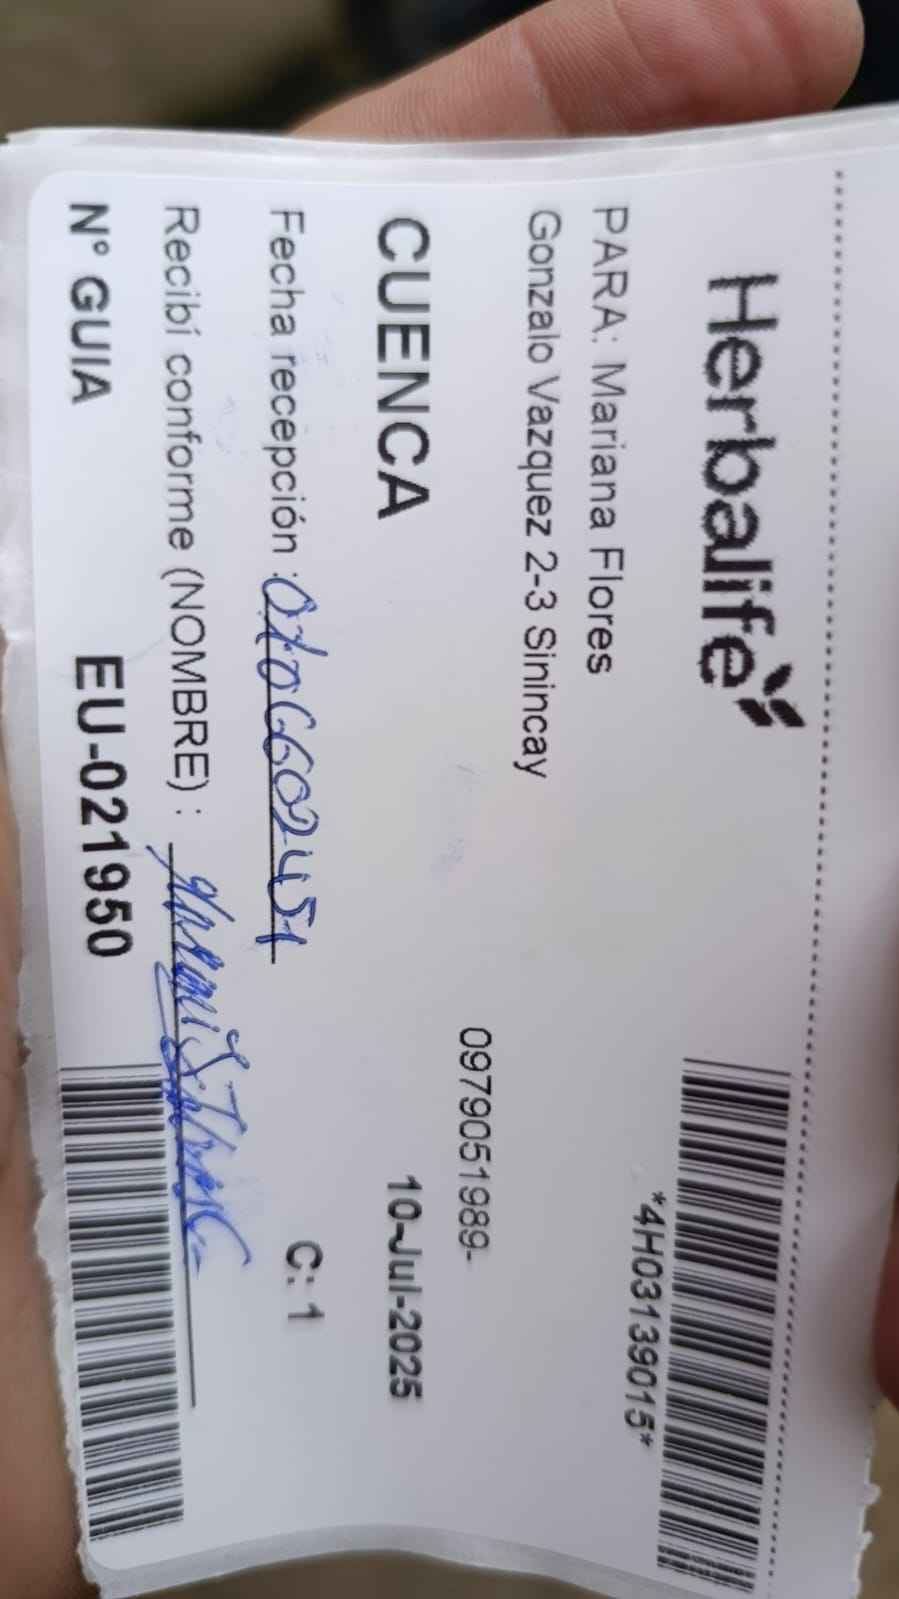 Herbalife
*4H03139015*
PARA: Mariana Flores
Gonzalo Vazquez 2-3 Sinincay
0979051989-
CUENCA 10-Jul-2025
Fecha recepción : 0106602451 C: 1
Recibí conforme (NOMBRE) :
N° GUIA EU-021950